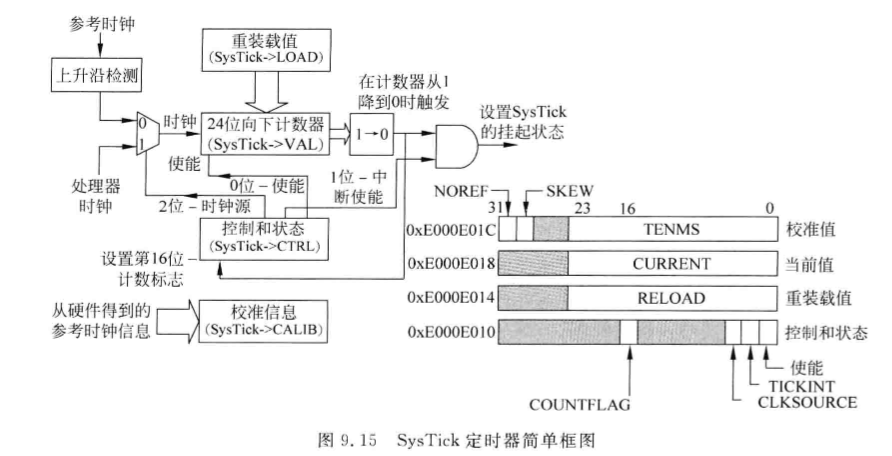 参考时钟
上升沿检测
重装载值
(SysTick->LOAD)
在计数器从1
降到0时触发
设置SysTick
的挂起状态
0
时钟
24位向下计数器
(SysTick->VAL)
1→0
1
使能
处理器
时钟
0位-使能
1位-中
断使能
2位-时钟源
控制和状态
(SysTick->CTRL)
设置第16位-
计数标志
从硬件得到的
参考时钟信息
校准信息
(SysTick->CALIB)
NOREF
SKEW
31
23
16
0
0xE000E01C
TENMS
校准值
0xE000E018
CURRENT
当前值
0xE000E014
RELOAD
重装载值
0xE000E010
控制和状态
使能
TICKINT
CLKSOURCE
COUNTFLAG
图 9.15 SysTick 定时器简单框图